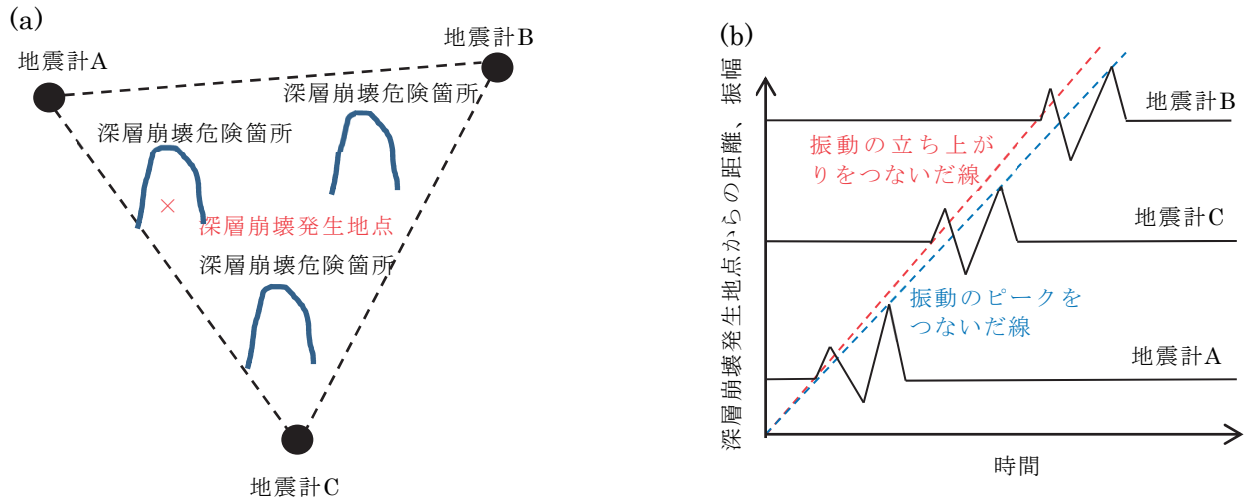 (a)
地震計A
地震計B
深層崩壊危険箇所
深層崩壊危険箇所
×
深層崩壊発生地点
深層崩壊危険箇所
地震計C
(b)
深層崩壊発生地点からの距離、振幅
地震計B
振動の立ち上が
りをつないだ線
地震計C
振動のピークを
つないだ線
地震計A
時間